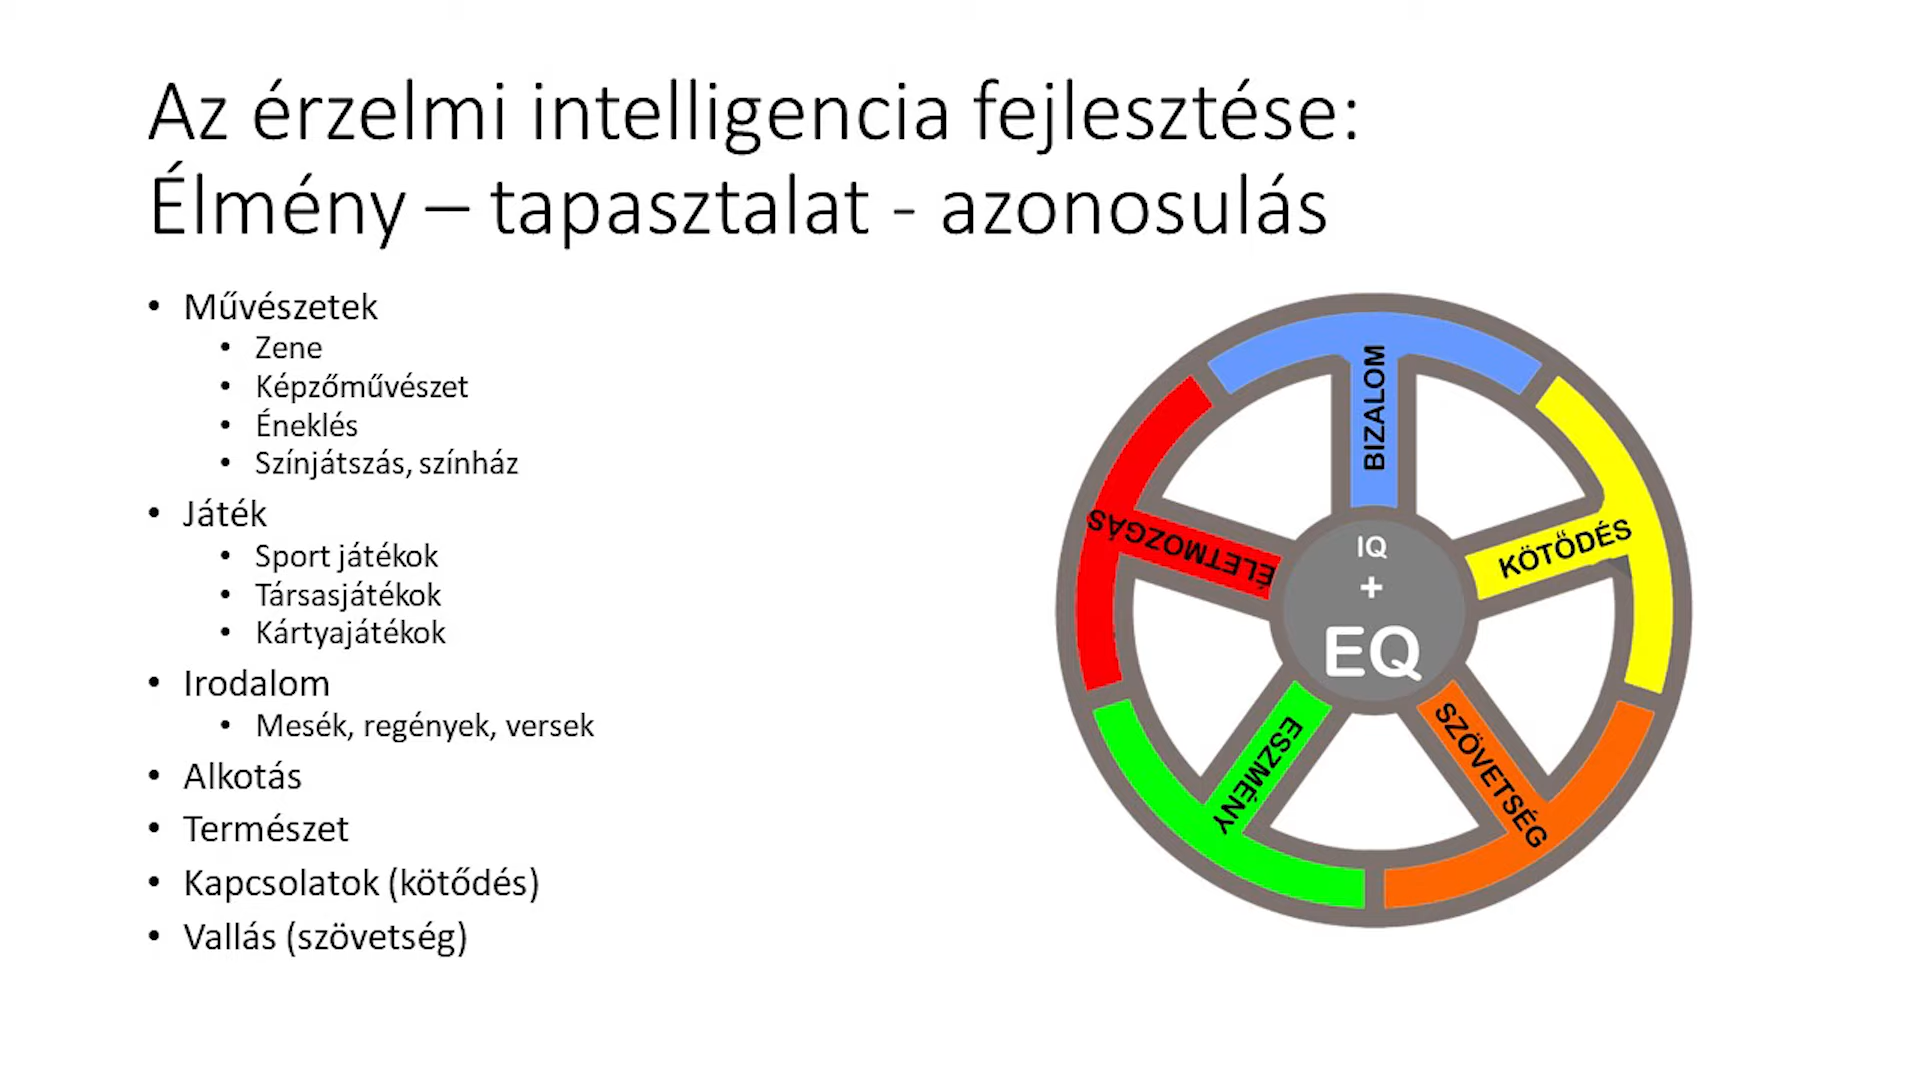 Az érzelmi intelligencia fejlesztése:
Élmény – tapasztalat - azonosulás
• Művészetek
• Zene
• Képzőművészet
• Éneklés
• Színjátszás, színház
• Játék
• Sport játékok
• Társasjátékok
• Kártyajátékok
• Irodalom
• Mesék, regények, versek
• Alkotás
• Természet
• Kapcsolatok (kötődés)
• Vallás (szövetség)
BIZALOM
KÖTŐDÉS
SZÖVETSÉG
ESZMÉNY
ÉLETMOZGÁS
IQ
+
EQ